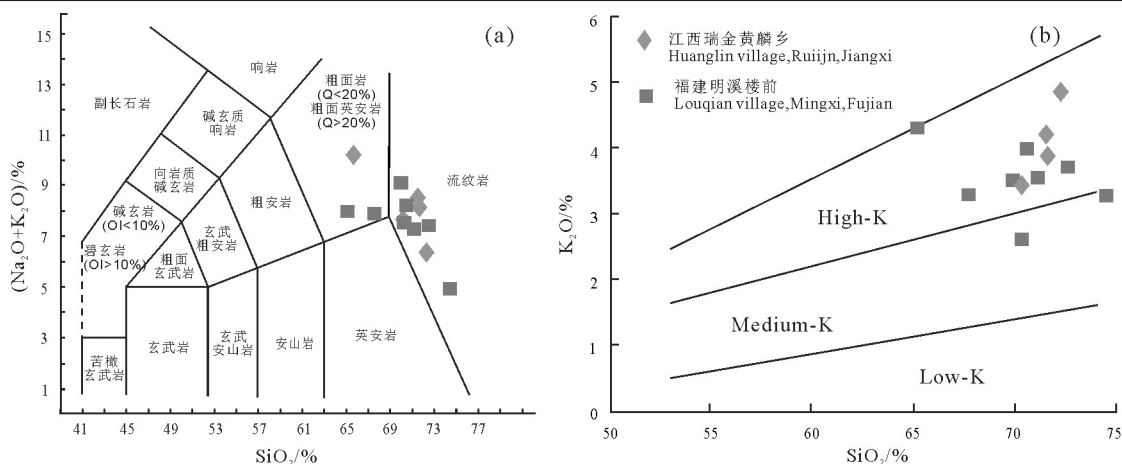 (a)
(Na2O+K2O)/%
15
13
11
9
7
5
3
1
41
45
49
53
57
61
65
69
73
77
SiO2/%
响岩
副长石岩
碱玄质
响岩
粗面岩
(Q<20%)
粗面英安岩
(Q>20%)
向岩质
碱玄岩
流纹岩
粗安岩
碱玄岩
(OI<10%)
玄武
粗安岩
碧玄岩
(OI>10%)
粗面
玄武岩
苦橄
玄武岩
玄武岩
玄武
安山岩
安山岩
英安岩
(b)
K2O/%
6
5
4
3
2
1
0
50
55
60
65
70
75
SiO2/%
江西瑞金黄麟乡
Huanglin village,Ruiijn,Jiangxi
福建明溪楼前
Louqian village,Mingxi,Fujian
High-K
Medium-K
Low-K